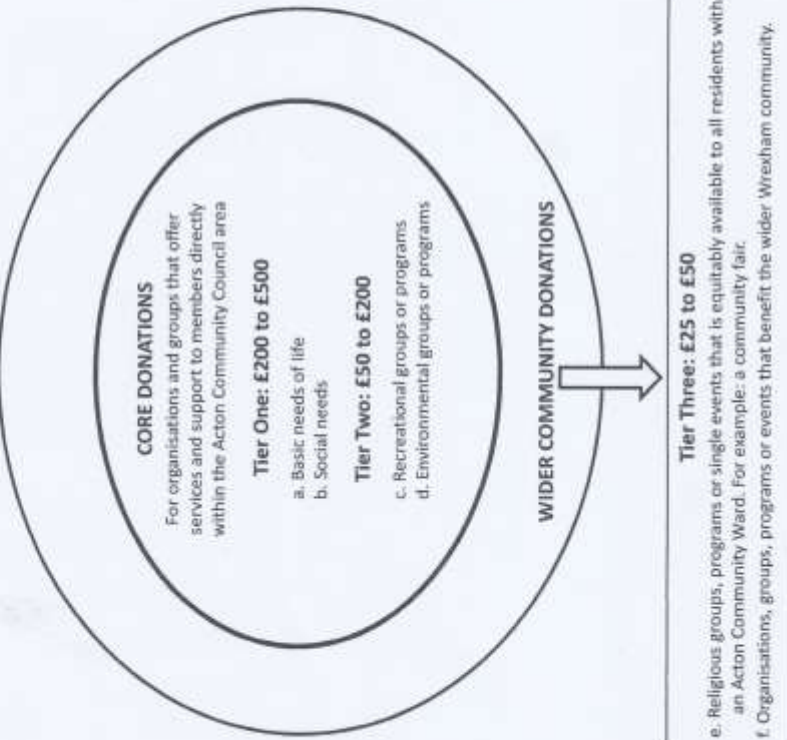 CORE DONATIONS
For organisations and groups that offer
services and support to members directly
within the Acton Community Council area
Tier One: £200 to £500
a. Basic needs of life
b. Social needs
Tier Two: £50 to £200
c. Recreational groups or programs
d. Environmental groups or programs
WIDER COMMUNITY DONATIONS
Tier Three: £25 to £50
e. Religious groups, programs or single events that is equitably available to all residents with
an Acton Community Ward. For example: a community fair.
f. Organisations, groups, programs or events that benefit the wider Wrexham community.